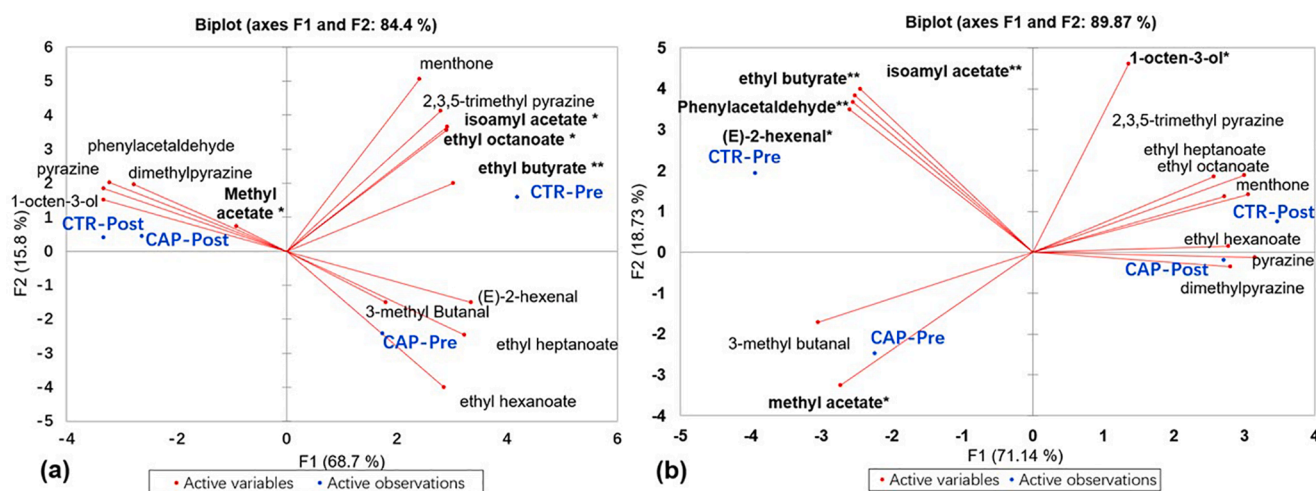 (a)
Biplot (axes F1 and F2: 84.4 %)
6
5
4
3
2
1
0
-1
-2
-3
-4
-5
F2 (15.8 %)
menthone
2,3,5-trimethyl pyrazine
isoamyl acetate *
ethyl octanoate *
phenylacetaldehyde
pyrazine
dimethylpyrazine
ethyl butyrate **
1-octen-3-ol
Methyl
acetate *
CTR-Pre
CTR-Post
CAP-Post
(E)-2-hexenal
3-methyl Butanal
CAP-Pre
ethyl heptanoate
ethyl hexanoate
-4
-2
0
2
4
6
F1 (68.7 %)
Active variables
Active observations
(b)
Biplot (axes F1 and F2: 89.87 %)
5
4
3
2
1
0
-1
-2
-3
-4
F2 (18.73 %)
1-octen-3-ol*
isoamyl acetate**
ethyl butyrate**
Phenylacetaldehyde**
(E)-2-hexenal*
CTR-Pre
2,3,5-trimethyl pyrazine
ethyl heptanoate
ethyl octanoate
menthone
CTR-Post
ethyl hexanoate
CAP-Post
pyrazine
dimethylpyrazine
3-methyl butanal
CAP-Pre
methyl acetate*
-5
-4
-3
-2
-1
0
1
2
3
4
F1 (71.14 %)
Active variables
Active observations